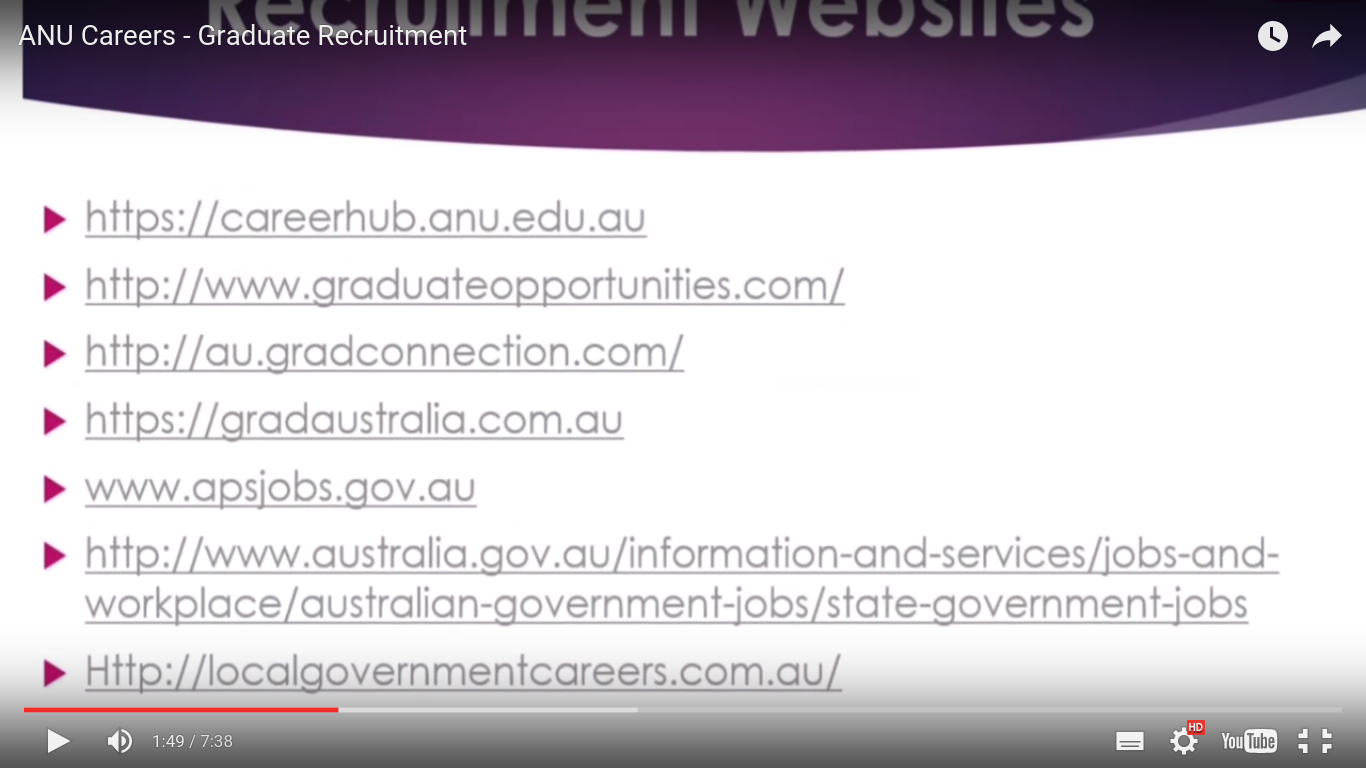 Recruitment Websites
ANU Careers - Graduate Recruitment
https://careerhub.anu.edu.au
http://www.graduateopportunities.com/
http://au.gradconnection.com/
https://gradaustralia.com.au
www.apsjobs.gov.au
http://www.australia.gov.au/information-and-services/jobs-and-
workplace/australian-government-jobs/state-government-jobs
Http://localgovernmentcareers.com.au/
1:49 / 7:38
HD
YouTube